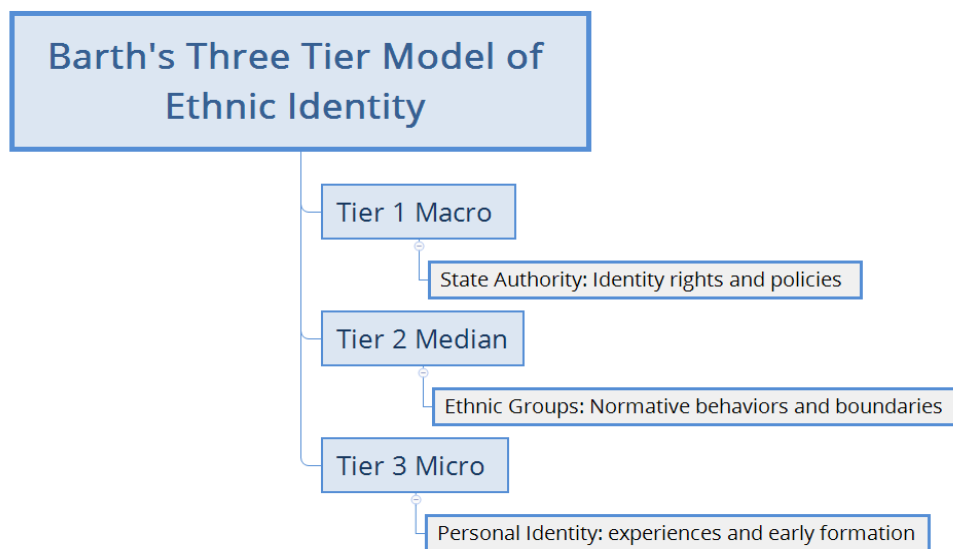 Barth's Three Tier Model of
Ethnic Identity
Tier 1 Macro
State Authority: Identity rights and policies
Tier 2 Median
Ethnic Groups: Normative behaviors and boundaries
Tier 3 Micro
Personal Identity: experiences and early formation